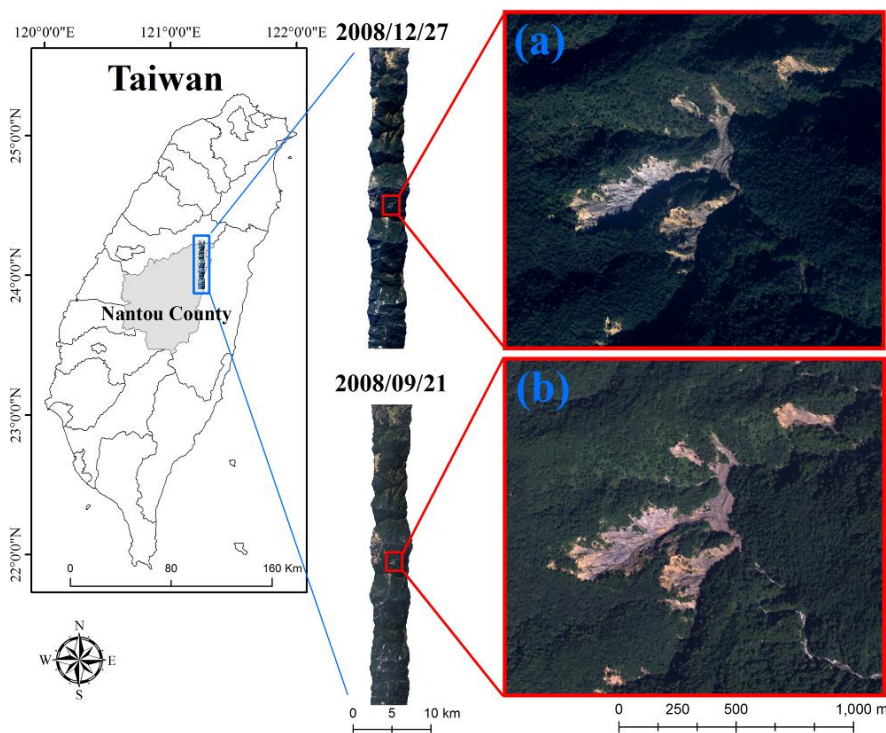 120°0'0"E 121°0'0"E 122°0'0"E
Taiwan
25°0'0"N
24°0'0"N
23°0'0"N
22°0'0"N
Nantou County
0 80 160 Km
N
W E
S
2008/12/27
2008/09/21
0 5 10 km
(a)
(b)
0 250 500 1,000 m